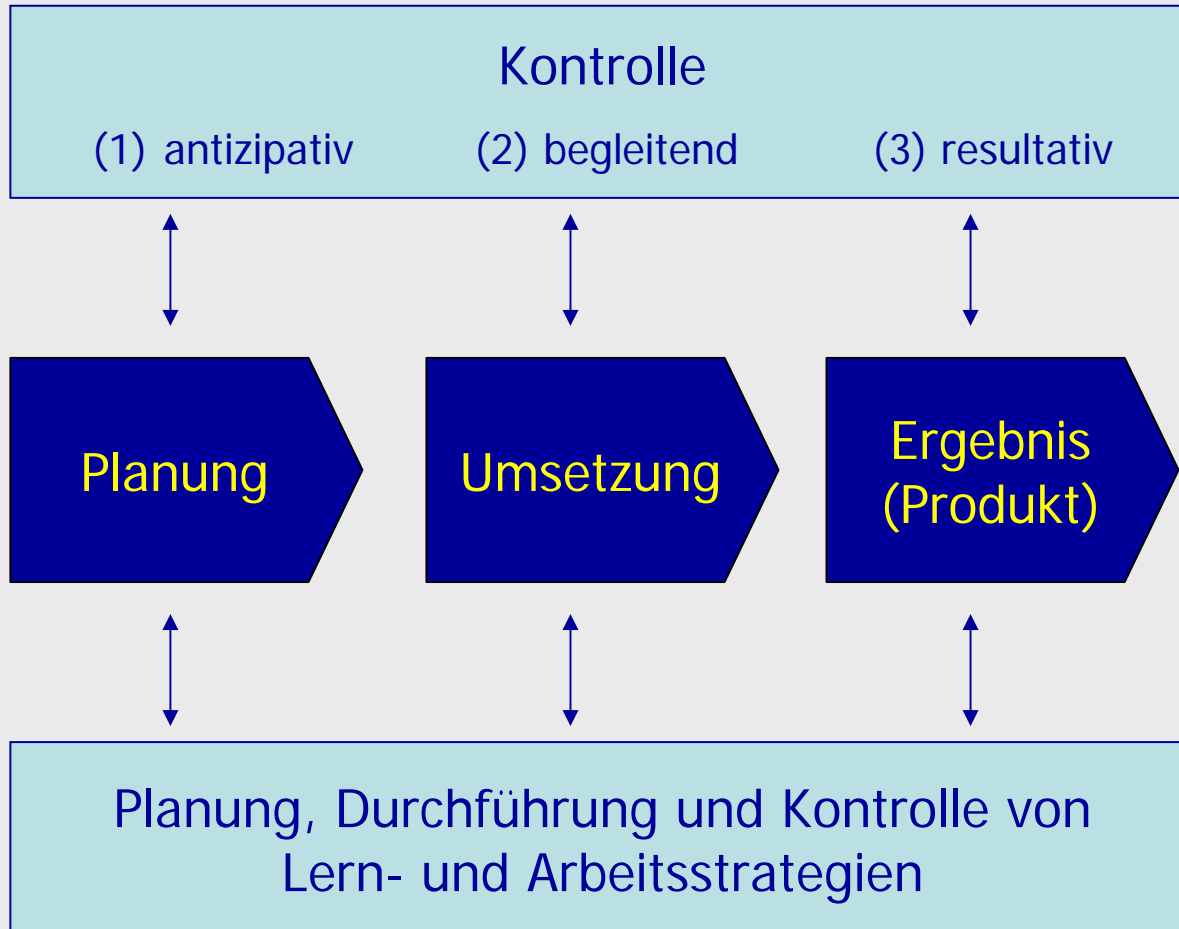 Kontrolle
(1) antizipativ (2) begleitend (3) resultativ
Planung
Umsetzung
Ergebnis
(Produkt)
Planung, Durchführung und Kontrolle von
Lern- und Arbeitsstrategien